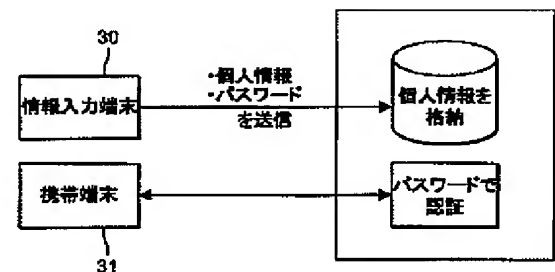 30
情報入力端末
・個人情報
・パスワード
を送信
個人情報を
格納
携帯端末
31
パスワードで
認証